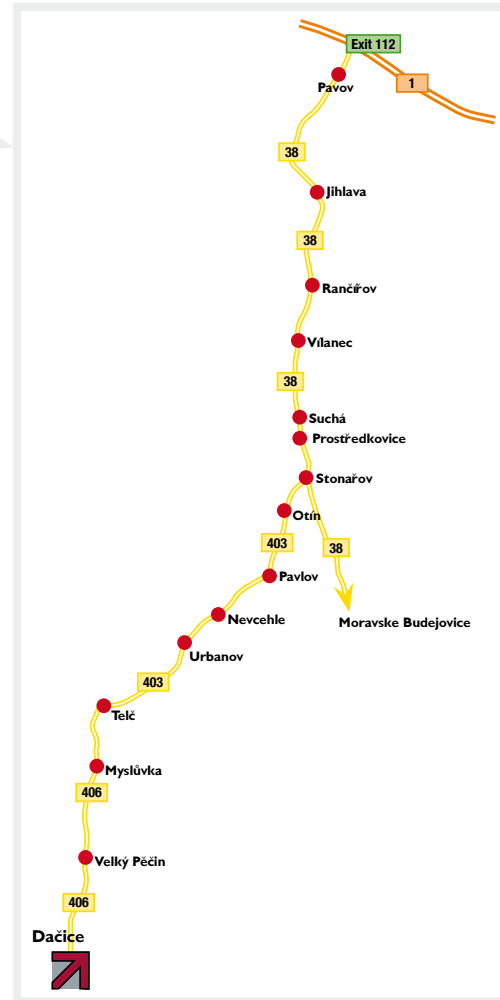 Exit 112
1
Pavov
38
Jihlava
38
Rančířov
Vílanec
38
Suchá
Prostředkovice
Stonařov
Otín
403
38
Pavlov
Nevcehle
Moravske Budejovice
Urbanov
403
Telč
Myslůvka
406
Velký Pěčin
406
Dačice